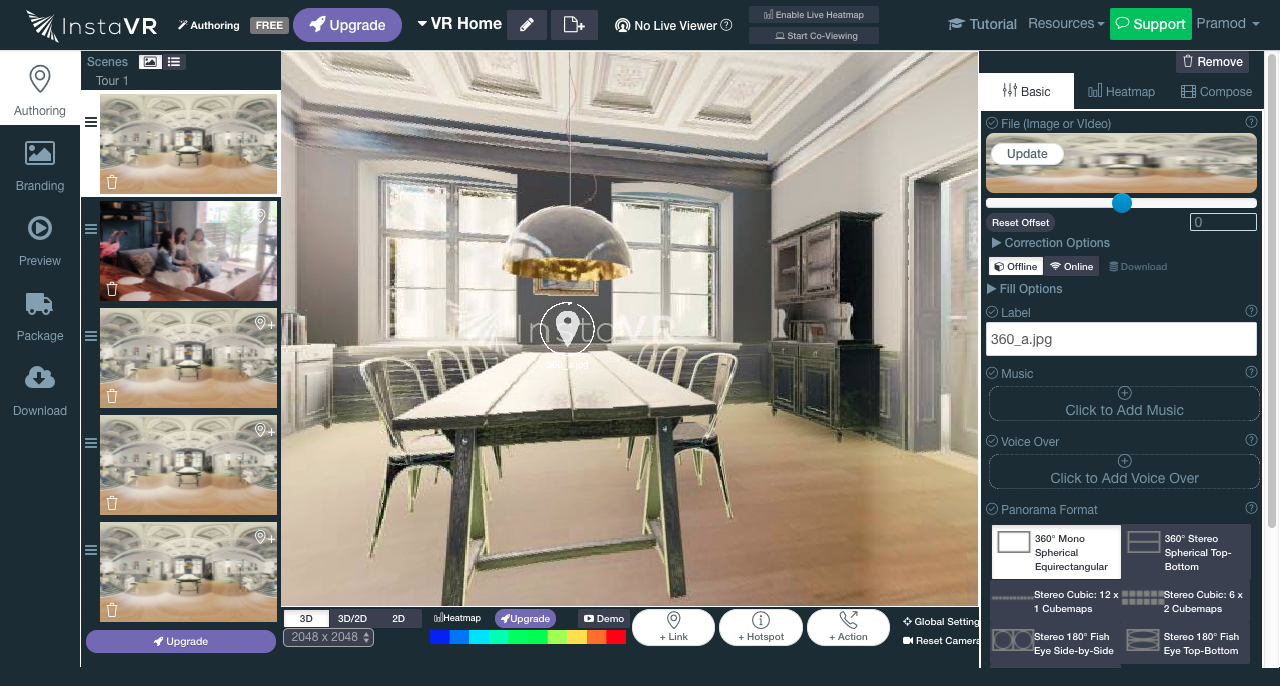 InstaVR
Authoring
FREE
Upgrade
VR Home
No Live Viewer
Enable Live Heatmap
Start Co-Viewing
Tutorial
Resources
Support
Pramod
Authoring
Branding
Preview
Package
Download
Scenes
Tour 1
Upgrade
InstaVR
3D
3D/2D
2D
2048 x 2048
Heatmap
Upgrade
Demo
+ Link
+ Hotspot
+ Action
Global Setting
Reset Camera
Remove
Basic
Heatmap
Compose
File (Image or VIdeo)
Update
Reset Offset
0
Correction Options
Offline
Online
Download
Fill Options
Label
360_a.jpg
Music
Click to Add Music
Voice Over
Click to Add Voice Over
Panorama Format
360° Mono
Spherical
Equirectangular
360° Stereo
Spherical Top-
Bottom
Stereo Cubic: 12 x
1 Cubemaps
Stereo Cubic: 6 x
2 Cubemaps
Stereo 180° Fish
Eye Side-by-Side
Stereo 180° Fish
Eye Top-Bottom